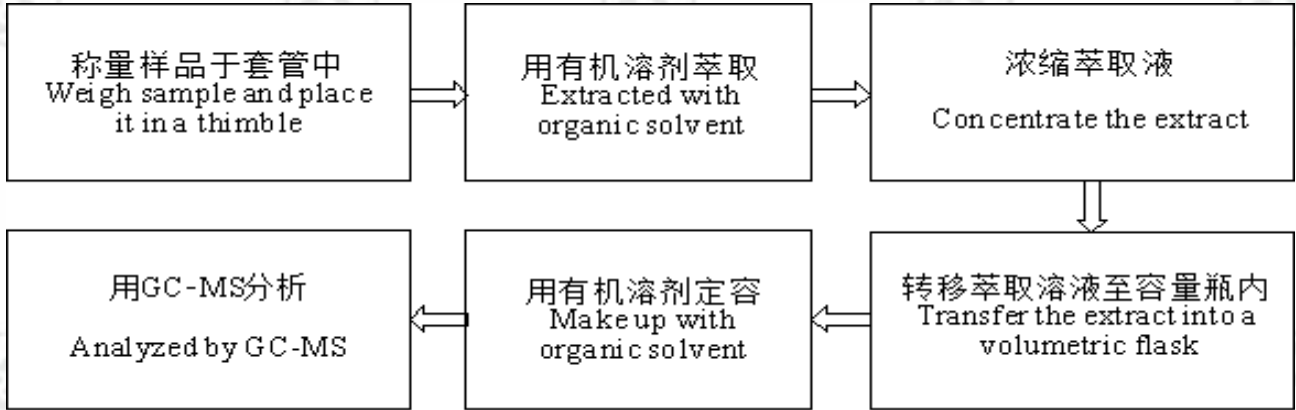 称量样品于套管中
Weigh sample and place
it in a thimble
用有机溶剂萃取
Extracted with
organic solvent
浓缩萃取液
Concentrate the extract
转移萃取溶液至容量瓶内
Transfer the extract into a
volumetric flask
用有机溶剂定容
Make up with
organic solvent
用GC-MS分析
Analyzed by GC-MS